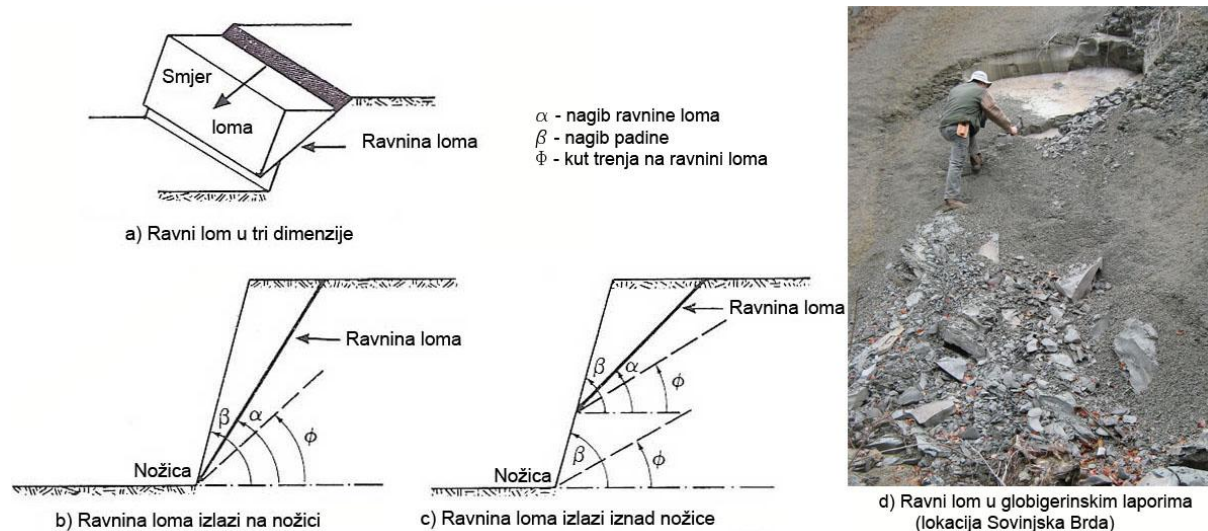 Smjer
loma
Ravnina loma
a) Ravni lom u tri dimenzije
α - nagib ravnine loma
β - nagib padine
Φ - kut trenja na ravnini loma
Ravnina loma
β
α
ϕ
Nožica
b) Ravnina loma izlazi na nožici
Ravnina loma
β
α
ϕ
β
ϕ
Nožica
c) Ravnina loma izlazi iznad nožice
d) Ravni lom u globigerinskim laporima
(lokacija Sovinjska Brda)